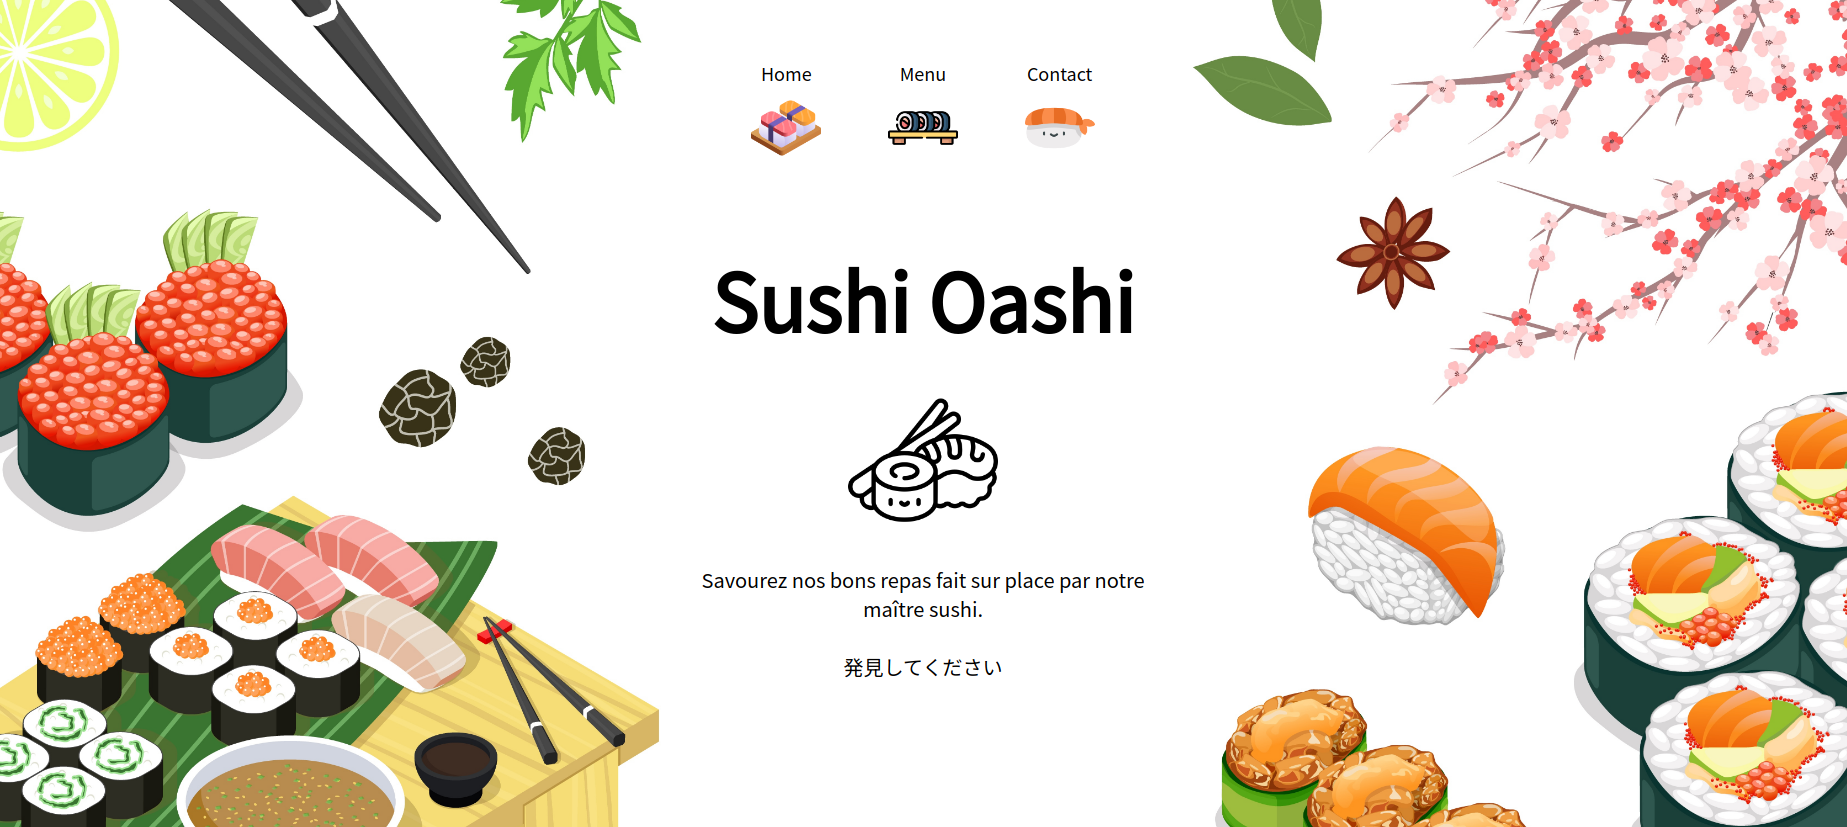 Home
Menu
Contact
Sushi Oashi
Savourez nos bons repas fait sur place par notre
maître sushi.
発見してください